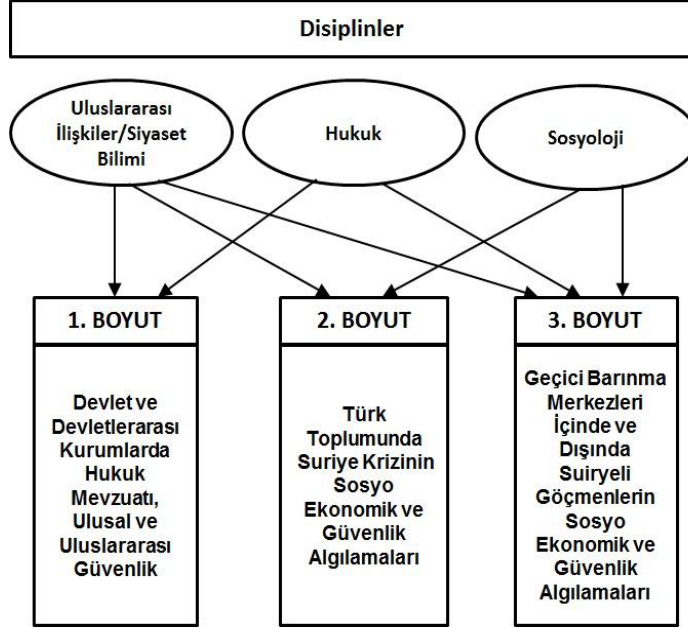 Disiplinler
Uluslararası
İlişkiler/Siyaset
Bilimi
Hukuk
Sosyoloji
1. BOYUT
Devlet ve
Devletlerarası
Kurumlarda
Hukuk
Mevzuatı,
Ulusal ve
Uluslararası
Güvenlik
2. BOYUT
Türk
Toplumunda
Suriye Krizinin
Sosyo
Ekonomik ve
Güvenlik
Algılamaları
3. BOYUT
Geçici Barınma
Merkezleri
İçinde ve
Dışında
Suiryeli
Göçmenlerin
Sosyo
Ekonomik ve
Güvenlik
Algılamaları